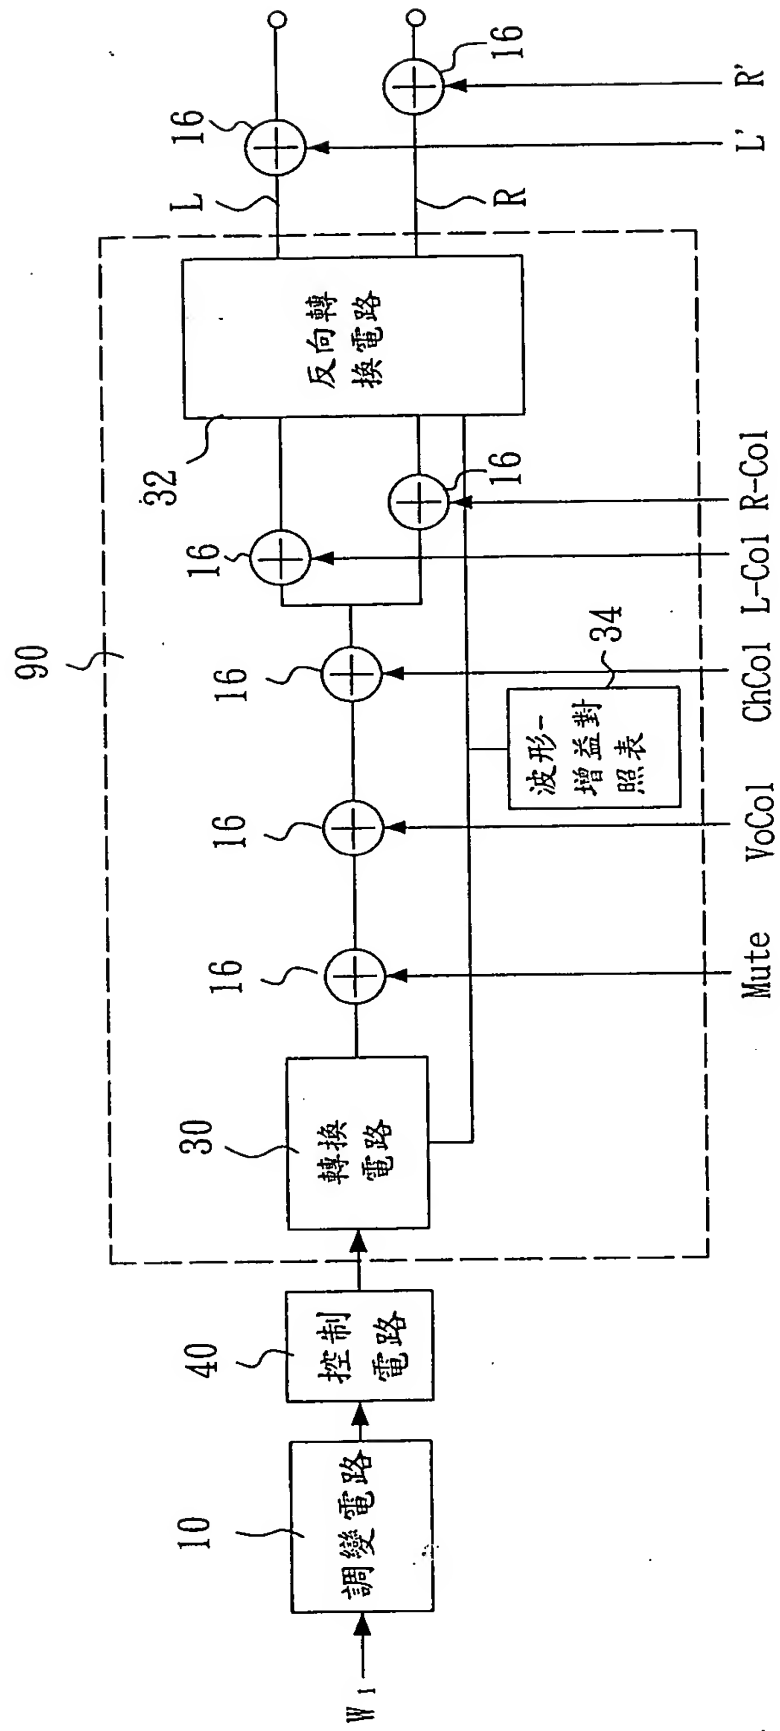 W1
10
調變電路
40
控制
電路
90
30
轉換
電路
16
16
16
16
16
32
反向轉
換電路
34
波形-
增益對
照表
L
R
16
16
Mute
VoCol
ChCol
L-Col
R-Col
L'
R'